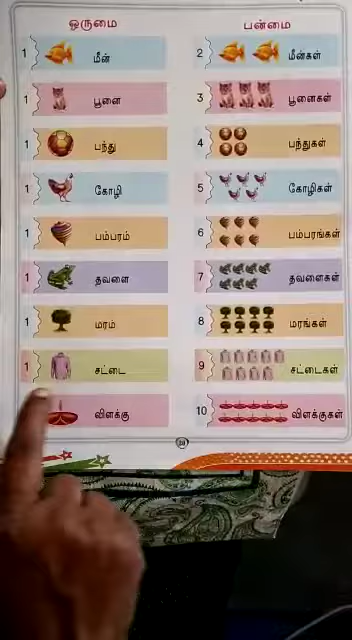 ஒருமை பன்மை
1 மீன் 2 மீன்கள்
1 பூனை 3 பூனைகள்
1 பந்து 4 பந்துகள்
1 கோழி 5 கோழிகள்
1 பம்பரம் 6 பம்பரங்கள்
1 தவளை 7 தவளைகள்
1 மரம் 8 மரங்கள்
1 சட்டை 9 சட்டைகள்
விளக்கு 10 விளக்குகள்